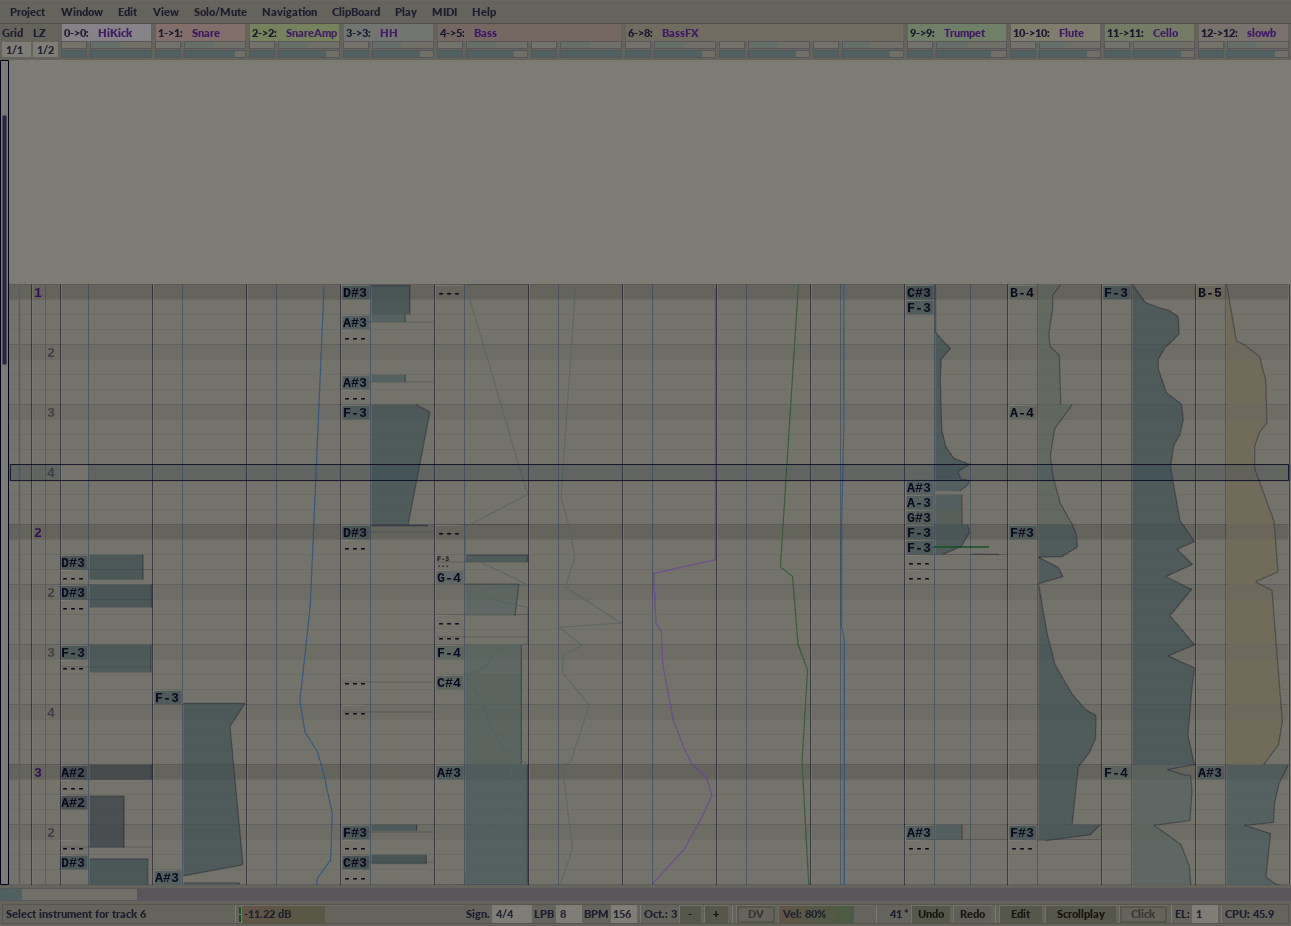 Project Window Edit View Solo/Mute Navigation ClipBoard Play MIDI Help
Grid LZ 0->0: HiKick 1->1: Snare 2->2: SnareAmp 3->3: HH 4->5: Bass 6->8: BassFX 9->9: Trumpet 10->10: Flute 11->11: Cello 12->12: slowb
1/1 1/2
1 D#3 --- C#3 B-4 F-3 B-5
F-3
A#3
---
2
A#3
---
3 F-3 A-4
4
A#3
A-3
G#3
2 D#3 --- F-3 F#3
--- F-3
D#3 F-3 ---
---
--- G-4 ---
2 D#3
---
---
---
3 F-3 F-4
---
--- C#4
F-3
4 ---
3 A#2 A#3 F-4 A#3
---
A#2
2 F#3 A#3 F#3
--- --- --- ---
D#3 C#3
A#3 ---
Select instrument for track 6 -11.22 dB Sign. 4/4 LPB 8 BPM 156 Oct.: 3 - + DV Vel: 80% 41* Undo Redo Edit Scrollplay Click EL: 1 CPU: 45.9